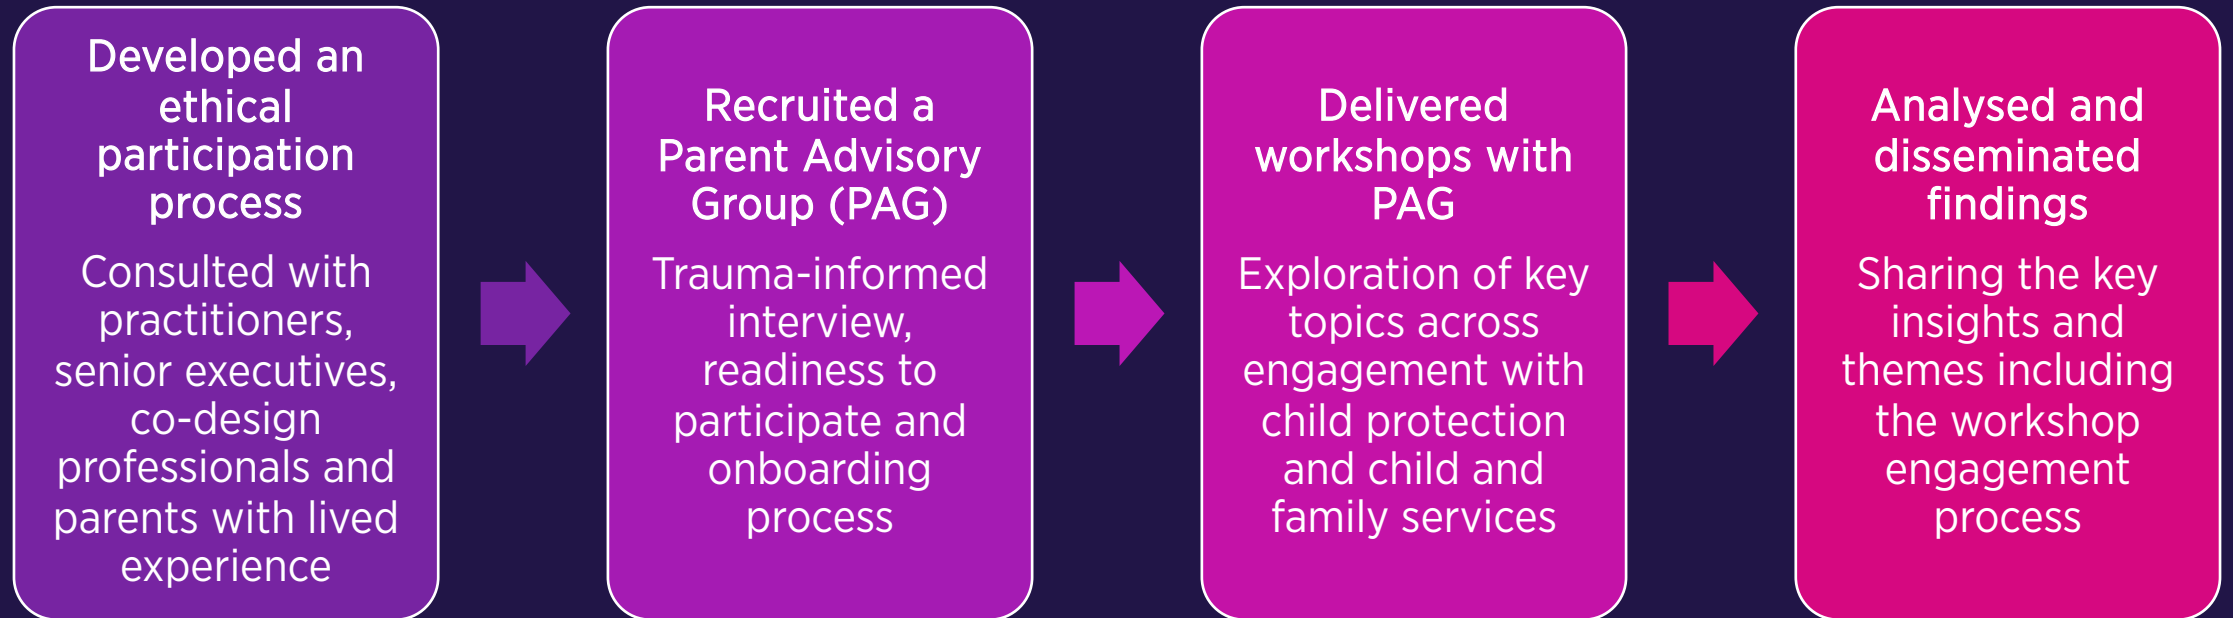 Developed an
ethical
participation
process
Consulted with
practitioners,
senior executives,
co-design
professionals and
parents with lived
experience
Recruited a
Parent Advisory
Group (PAG)
Trauma-informed
interview,
readiness to
participate and
onboarding
process
Delivered
workshops with
PAG
Exploration of key
topics across
engagement with
child protection
and child and
family services
Analysed and
disseminated
findings
Sharing the key
insights and
themes including
the workshop
engagement
process